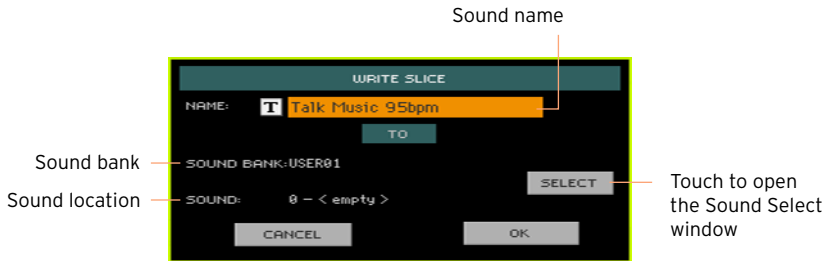 Sound name
WRITE SLICE
NAME: T Talk Music 95bpm
TO
Sound bank
SOUND BANK:USER01
SELECT
Touch to open
the Sound Select
window
Sound location
SOUND: 0 - < empty >
CANCEL OK